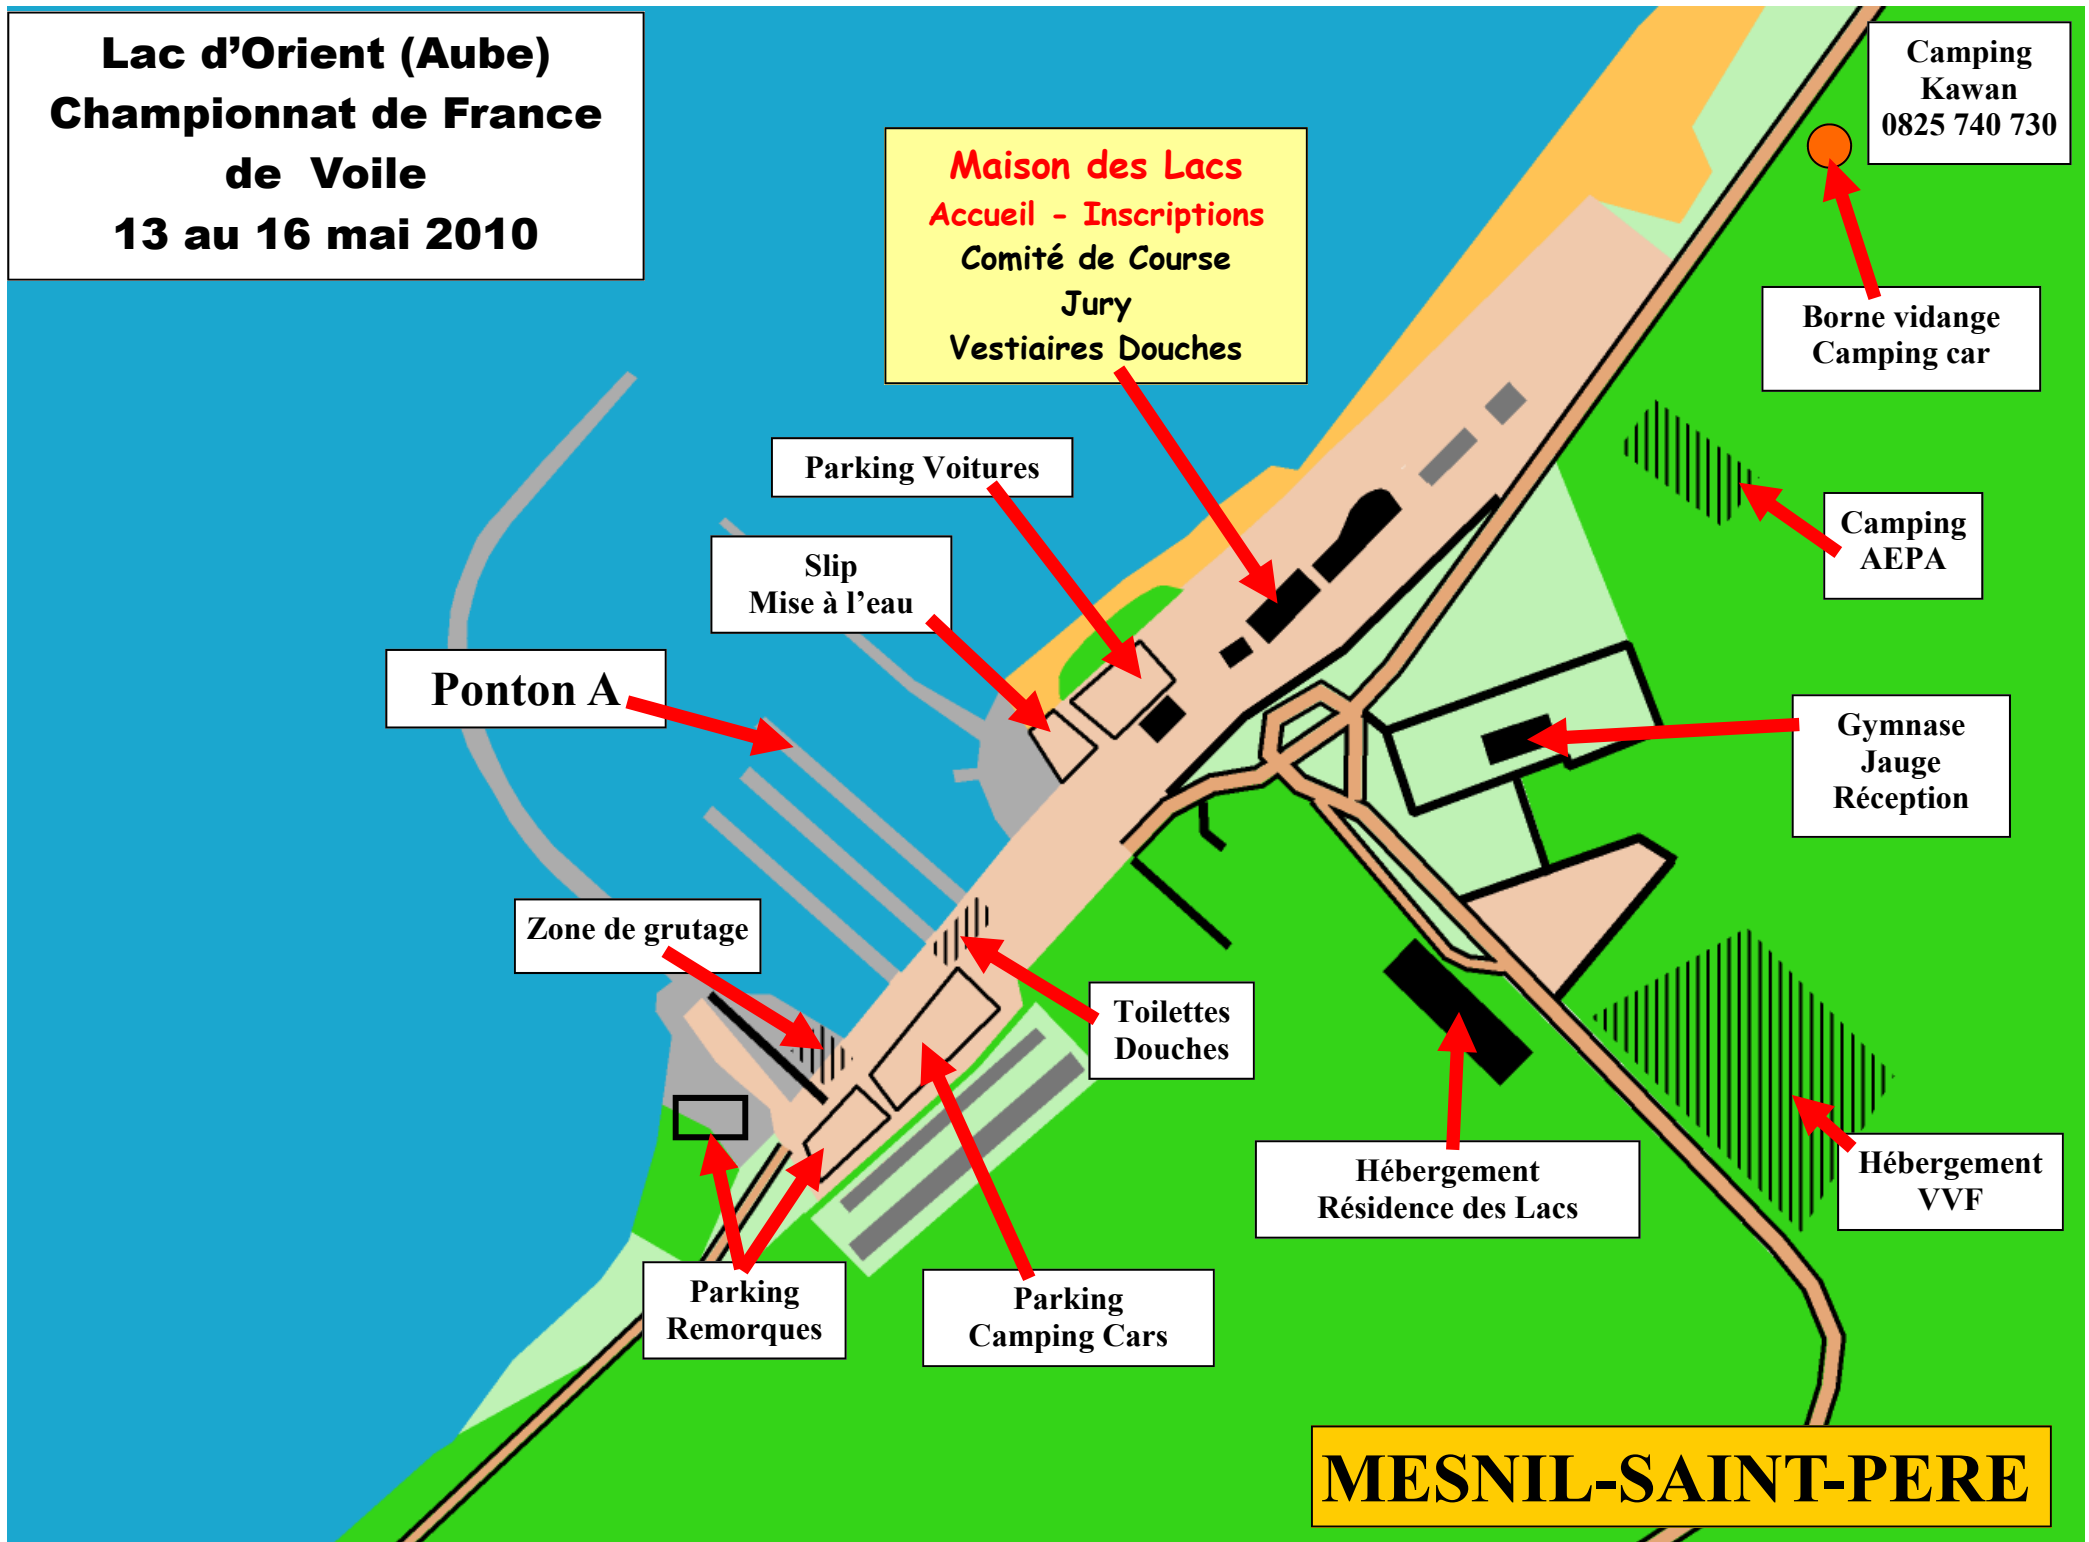 Lac d’Orient (Aube)
Championnat de France
de Voile
13 au 16 mai 2010
Camping
Kawan
0825 740 730
Maison des Lacs
Accueil - Inscriptions
Comité de Course
Jury
Vestiaires Douches
Borne vidange
Camping car
Parking Voitures
Camping
AEPA
Slip
Mise à l’eau
Ponton A
Gymnase
Jauge
Réception
Zone de grutage
Toilettes
Douches
Hébergement
Résidence des Lacs
Hébergement
VVF
Parking
Remorques
Parking
Camping Cars
MESNIL-SAINT-PERE